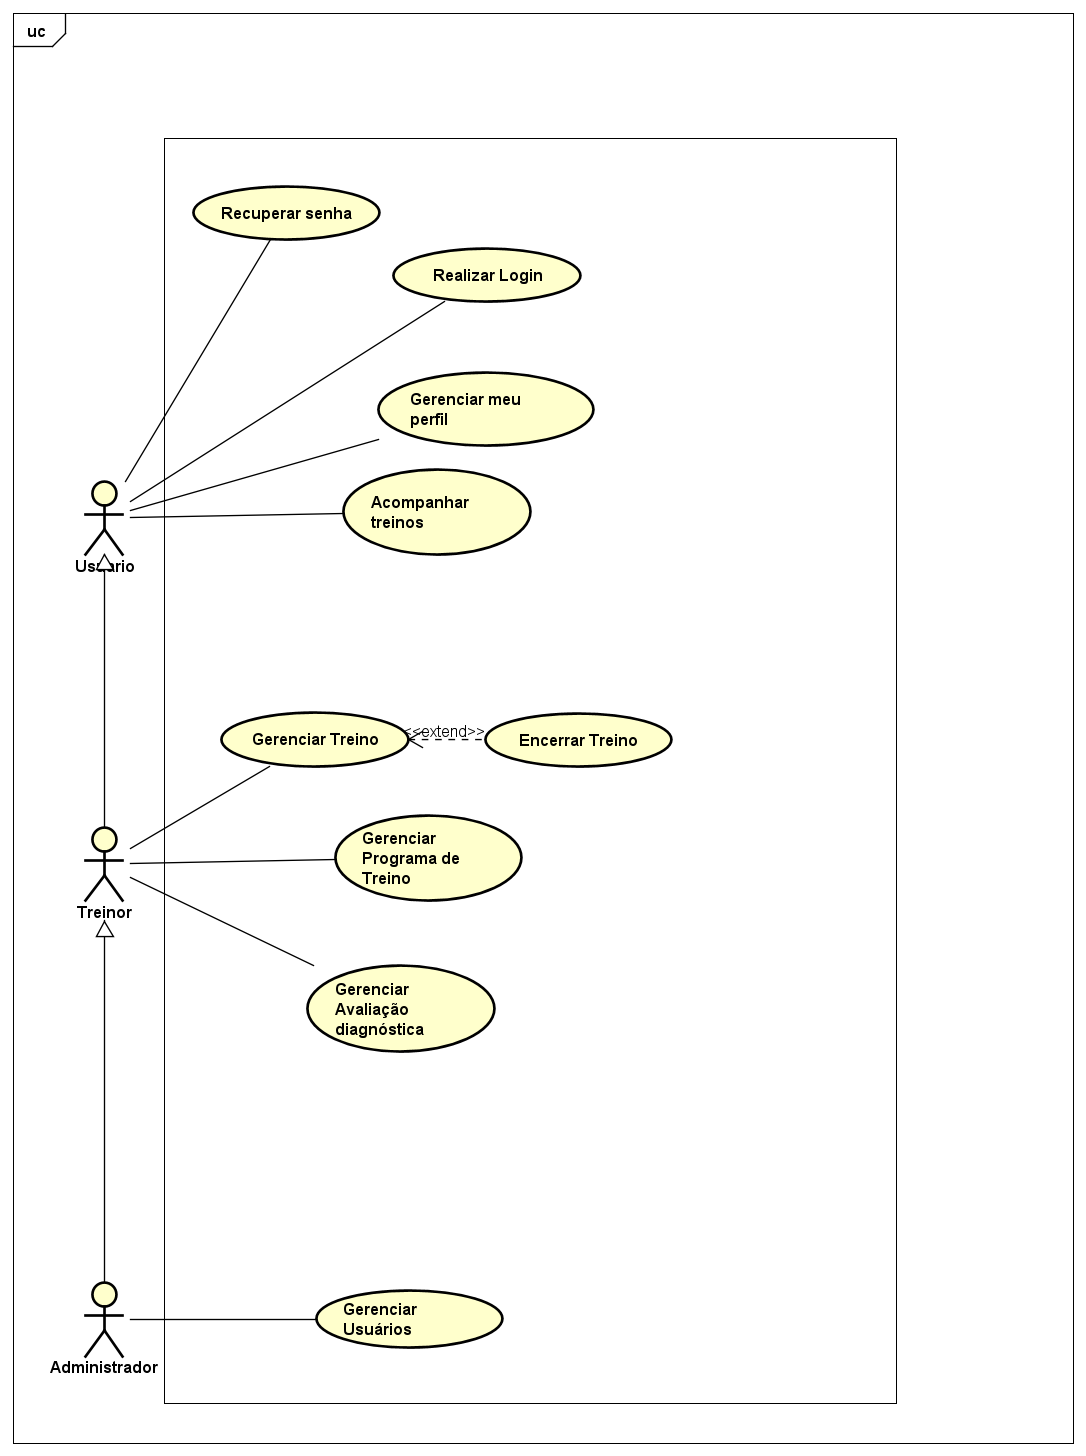 uc
Recuperar senha
Realizar Login
Gerenciar meu
perfil
Acompanhar
treinos
Usuario
Gerenciar Treino
<<extend>>
Encerrar Treino
Gerenciar
Programa de
Treino
Treinor
Gerenciar
Avaliação
diagnóstica
Gerenciar
Usuários
Administrador